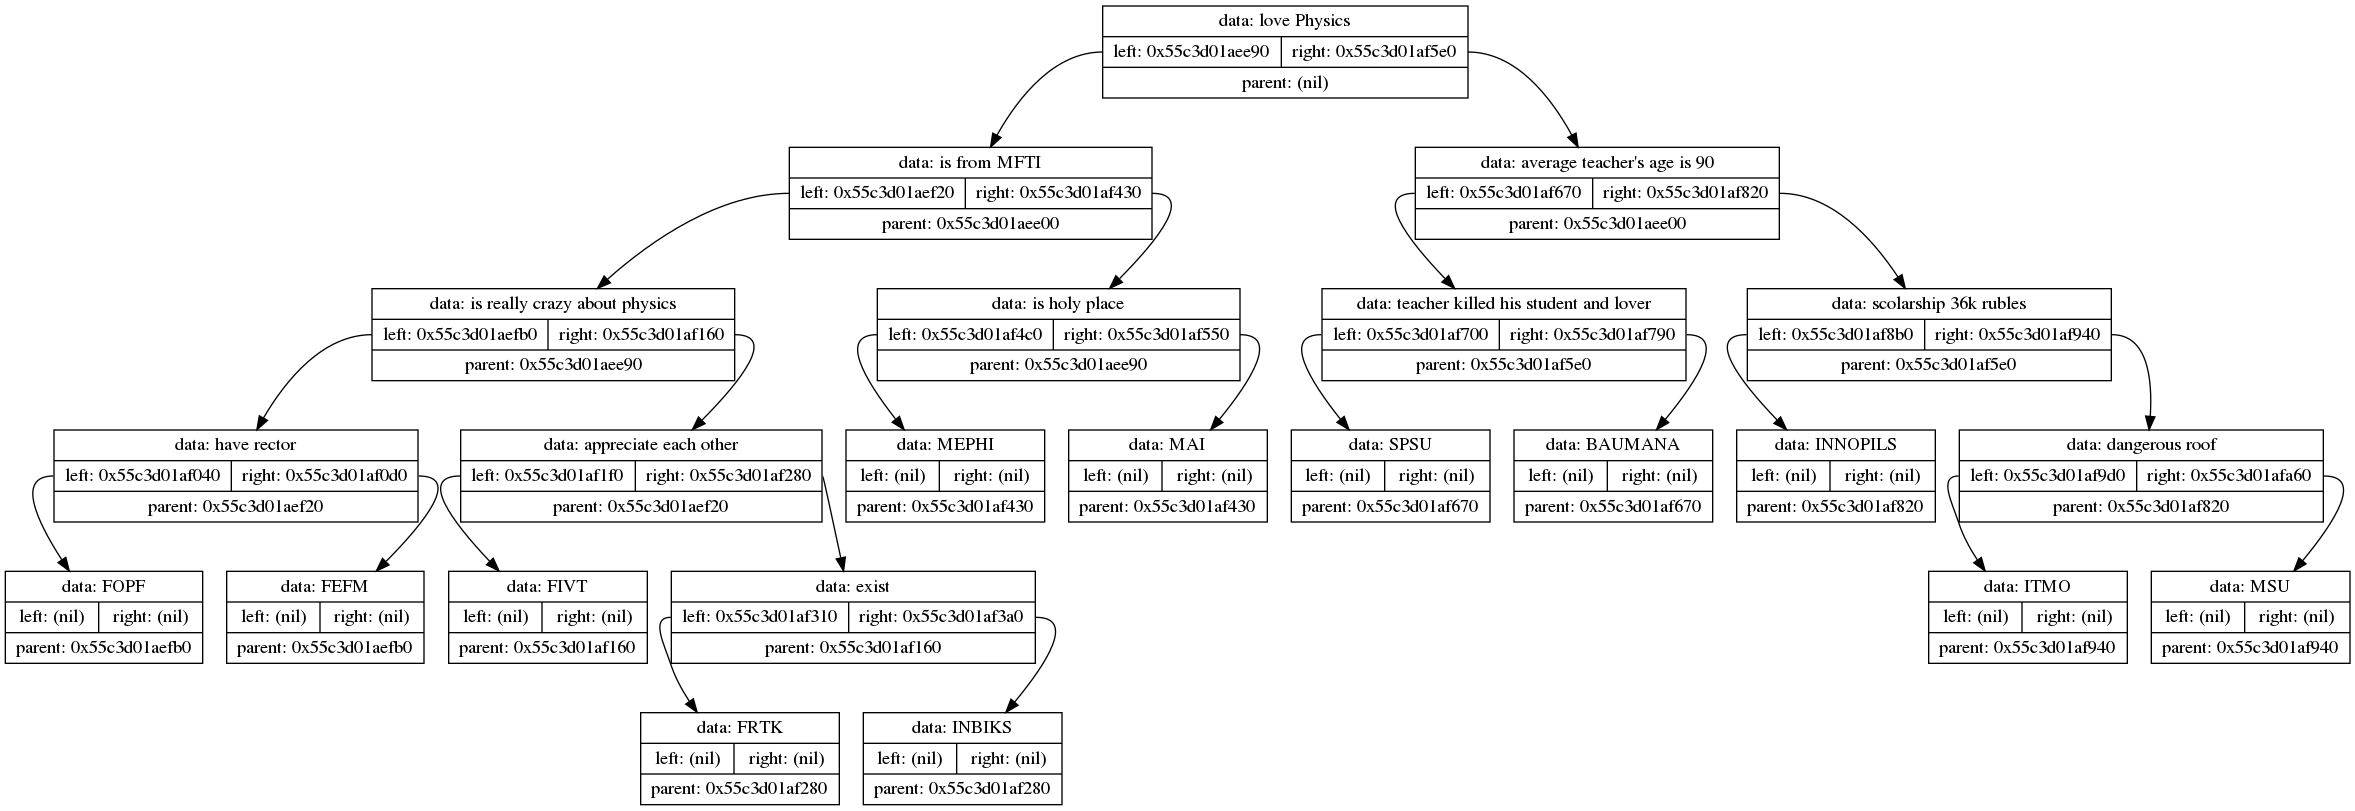 data: love Physics
left: 0x55c3d01aee90 right: 0x55c3d01af5e0
parent: (nil)
data: is from MFTI
left: 0x55c3d01aef20 right: 0x55c3d01af430
parent: 0x55c3d01aee00
data: average teacher's age is 90
left: 0x55c3d01af670 right: 0x55c3d01af820
parent: 0x55c3d01aee00
data: is really crazy about physics
left: 0x55c3d01aefb0 right: 0x55c3d01af160
parent: 0x55c3d01aee90
data: is holy place
left: 0x55c3d01af4c0 right: 0x55c3d01af550
parent: 0x55c3d01aee90
data: teacher killed his student and lover
left: 0x55c3d01af700 right: 0x55c3d01af790
parent: 0x55c3d01af5e0
data: scolarship 36k rubles
left: 0x55c3d01af8b0 right: 0x55c3d01af940
parent: 0x55c3d01af5e0
data: have rector
left: 0x55c3d01af040 right: 0x55c3d01af0d0
parent: 0x55c3d01aef20
data: appreciate each other
left: 0x55c3d01af1f0 right: 0x55c3d01af280
parent: 0x55c3d01aef20
data: MEPHI
left: (nil) right: (nil)
parent: 0x55c3d01af430
data: MAI
left: (nil) right: (nil)
parent: 0x55c3d01af430
data: SPSU
left: (nil) right: (nil)
parent: 0x55c3d01af670
data: BAUMANA
left: (nil) right: (nil)
parent: 0x55c3d01af670
data: INNOPILS
left: (nil) right: (nil)
parent: 0x55c3d01af820
data: dangerous roof
left: 0x55c3d01af9d0 right: 0x55c3d01afa60
parent: 0x55c3d01af820
data: FOPF
left: (nil) right: (nil)
parent: 0x55c3d01aefb0
data: FEFM
left: (nil) right: (nil)
parent: 0x55c3d01aefb0
data: FIVT
left: (nil) right: (nil)
parent: 0x55c3d01af160
data: exist
left: 0x55c3d01af310 right: 0x55c3d01af3a0
parent: 0x55c3d01af160
data: ITMO
left: (nil) right: (nil)
parent: 0x55c3d01af940
data: MSU
left: (nil) right: (nil)
parent: 0x55c3d01af940
data: FRTK
left: (nil) right: (nil)
parent: 0x55c3d01af280
data: INBIKS
left: (nil) right: (nil)
parent: 0x55c3d01af280